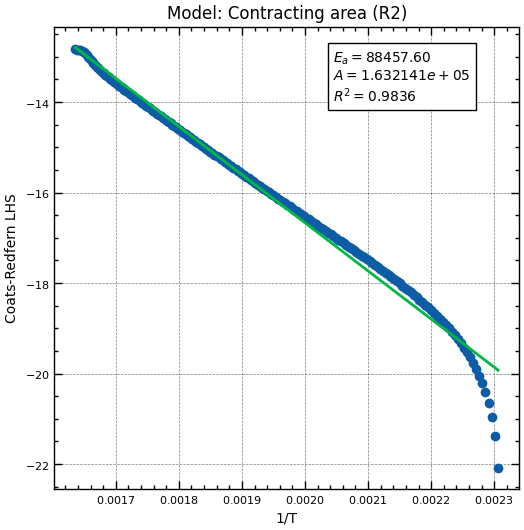 Model: Contracting area (R2)
E_a = 88457.60
A = 1.632141e + 05
R^2 = 0.9836
Coats-Redfern LHS
−14
−16
−18
−20
−22
0.0017 0.0018 0.0019 0.0020 0.0021 0.0022 0.0023
1/T